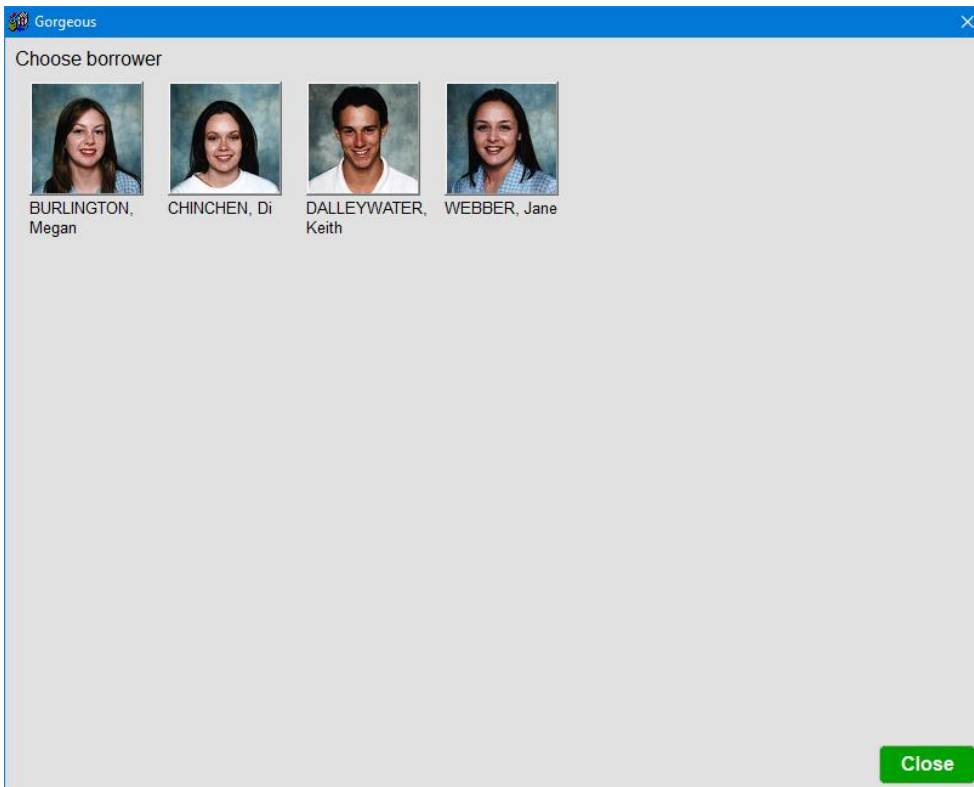 Gorgeous
Choose borrower
BURLINGTON,
Megan
CHINCHEN, Di
DALLEYWATER,
Keith
WEBBER, Jane
Close